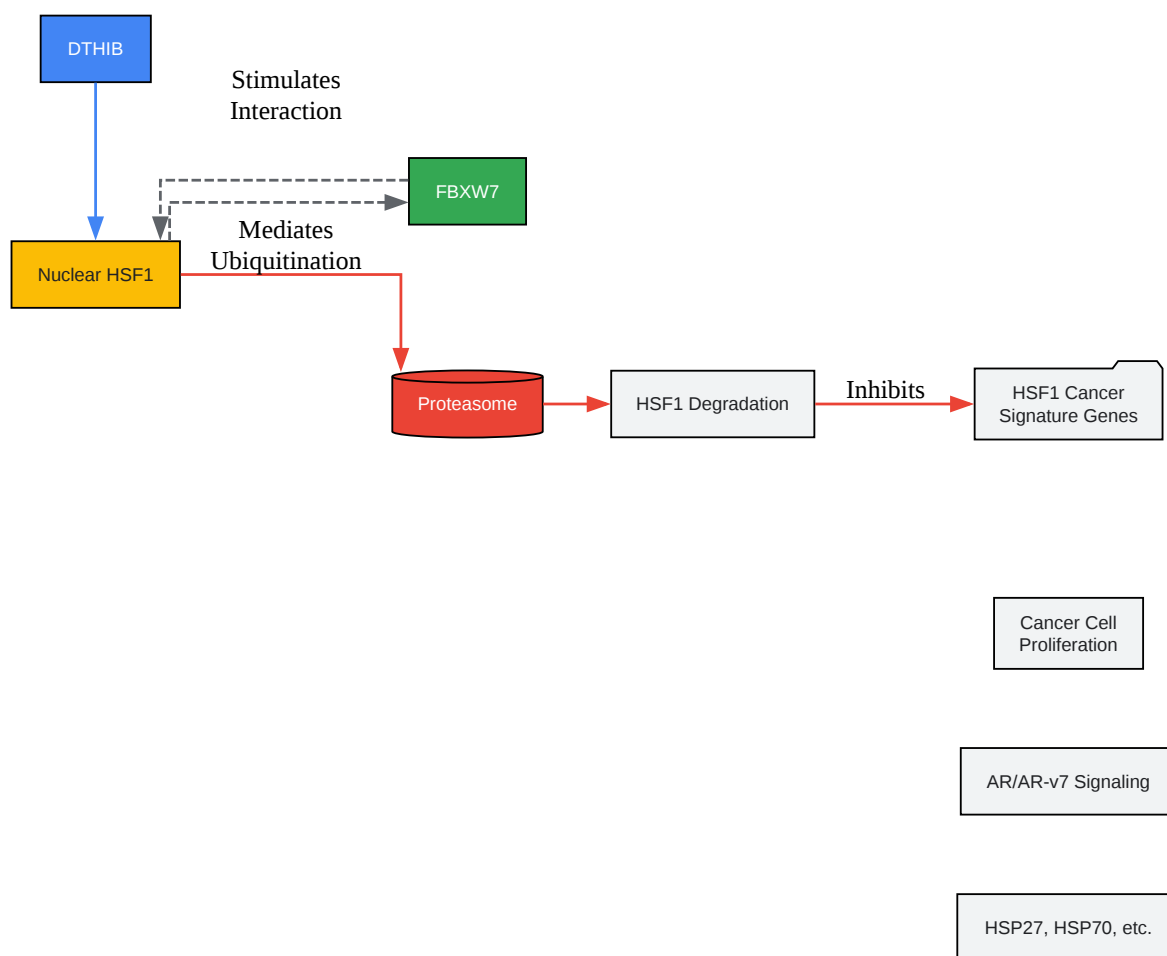 DTHIB
Stimulates
Interaction
FBXW7
Mediates
Ubiquitination
Nuclear HSF1
Proteasome
HSF1 Degradation
Inhibits
HSF1 Cancer
Signature Genes
Cancer Cell
Proliferation
AR/AR-v7 Signaling
HSP27, HSP70, etc.